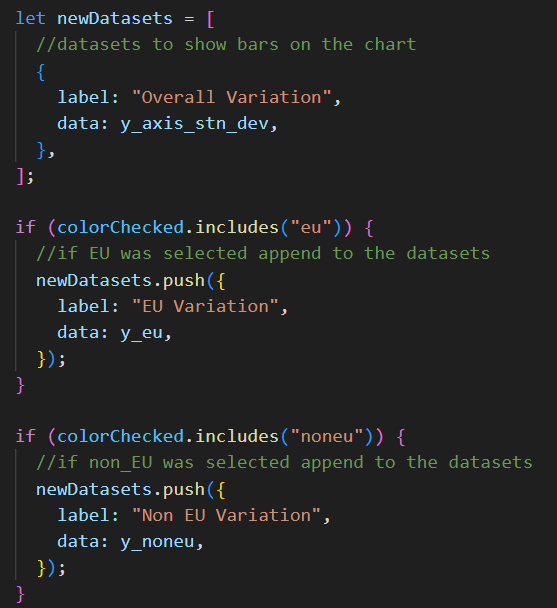 let newDatasets = [
//datasets to show bars on the chart
{
label: "Overall Variation",
data: y_axis_stn_dev,
},
];
if (colorChecked.includes("eu")) {
//if EU was selected append to the datasets
newDatasets.push({
label: "EU Variation",
data: y_eu,
});
}
if (colorChecked.includes("noneu")) {
//if non_EU was selected append to the datasets
newDatasets.push({
label: "Non EU Variation",
data: y_noneu,
});
}